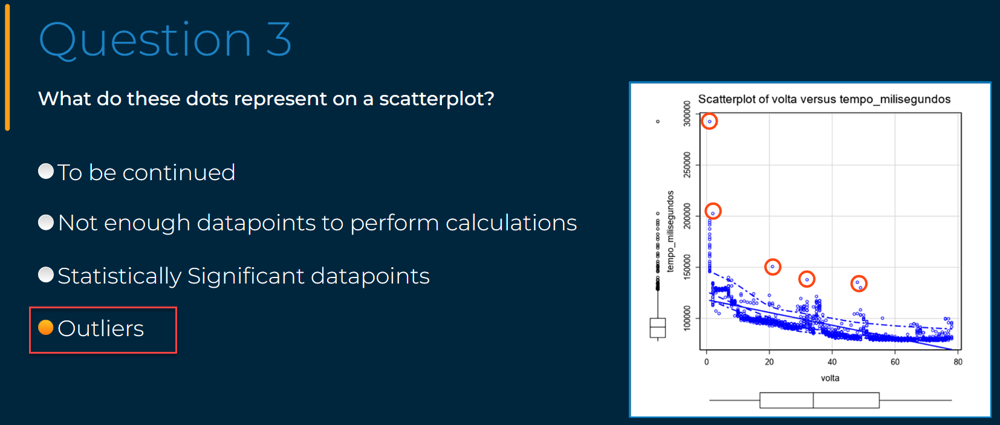 Question 3
What do these dots represent on a scatterplot?
To be continued
Not enough datapoints to perform calculations
Statistically Significant datapoints
Outliers
Scatterplot of volta versus tempo_milisegundos
300000
250000
200000
150000
100000
tempo_milisegundos
0 20 40 60 80
volta